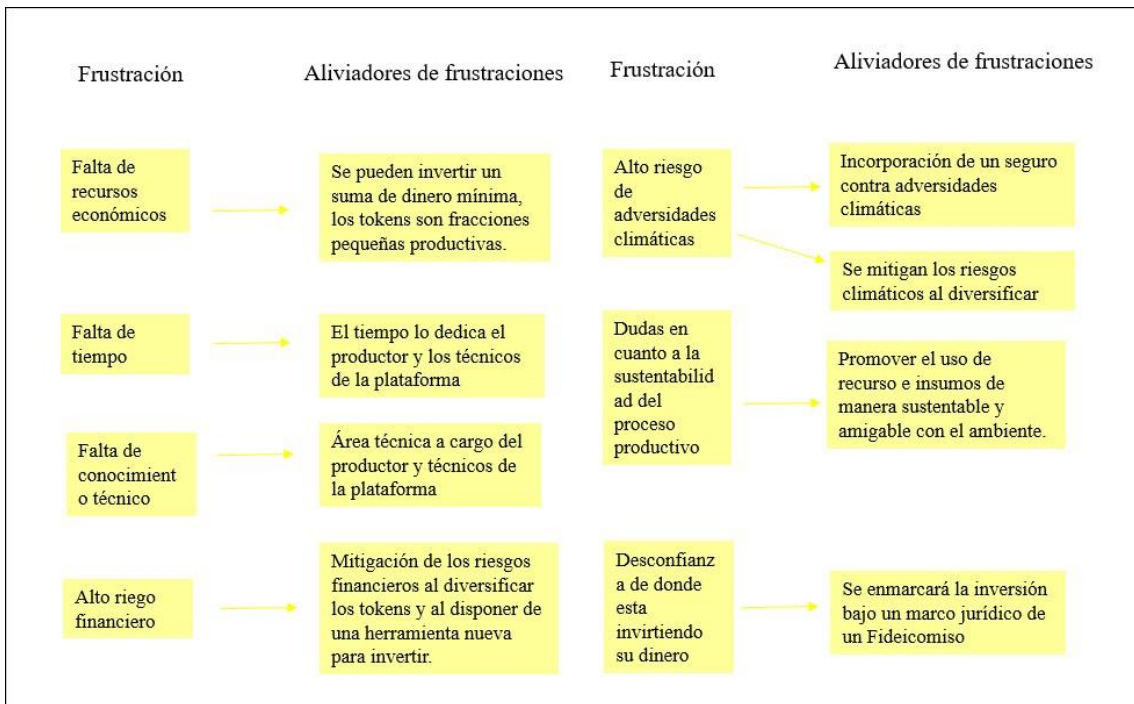 Frustración
Aliviadores de frustraciones
Falta de
recursos
económicos
Se pueden invertir un
suma de dinero mínima,
los tokens son fracciones
pequeñas productivas.
Falta de
tiempo
El tiempo lo dedica el
productor y los técnicos
de la plataforma
Falta de
conocimient
o técnico
Área técnica a cargo del
productor y técnicos de
la plataforma
Alto riego
financiero
Mitigación de los riesgos
financieros al diversificar
los tokens y al disponer de
una herramienta nueva
para invertir.
Frustración
Aliviadores de frustraciones
Alto riesgo
de
adversidades
climáticas
Incorporación de un seguro
contra adversidades
climáticas
Se mitigan los riesgos
climáticos al diversificar
Dudas en
cuanto a la
sustentabilid
ad del
proceso
productivo
Promover el uso de
recurso e insumos de
manera sustentable y
amigable con el ambiente.
Desconfianz
a de donde
esta
invirtiendo
su dinero
Se enmarcará la inversión
bajo un marco jurídico de
un Fideicomiso